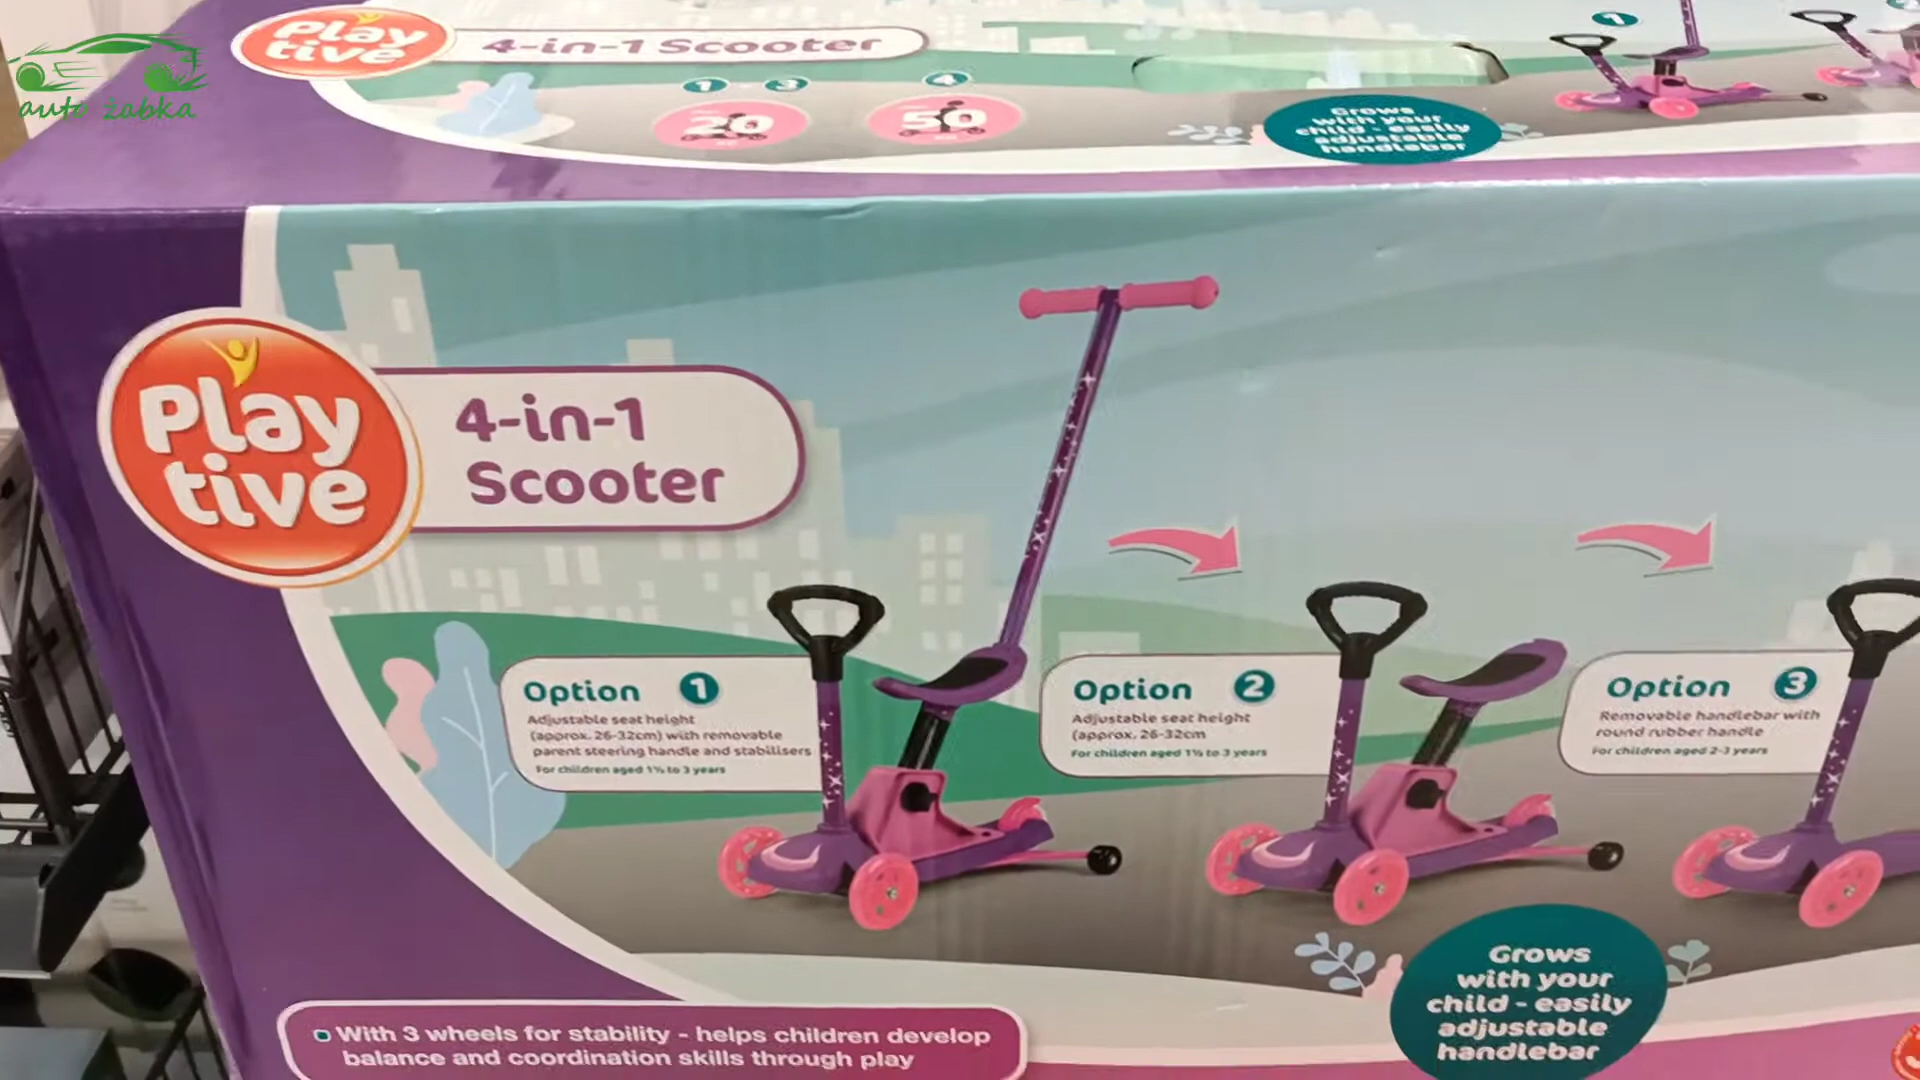 auto żabka
Play
tive
4-in-1 Scooter
1 - 3
4
20
50
Grows
with your
child - easily
adjustable
handlebar
1
Play
tive
4-in-1
Scooter
Option 1
Adjustable seat height
(approx. 26-32cm) with removable
parent steering handle and stabilisers
For children aged 1½ to 3 years
Option 2
Adjustable seat height
(approx. 26-32cm
For children aged 1½ to 3 years
Option 3
Removable handlebar with
round rubber handle
For children aged 2-3 years
Grows
with your
child - easily
adjustable
handlebar
With 3 wheels for stability - helps children develop
balance and coordination skills through play